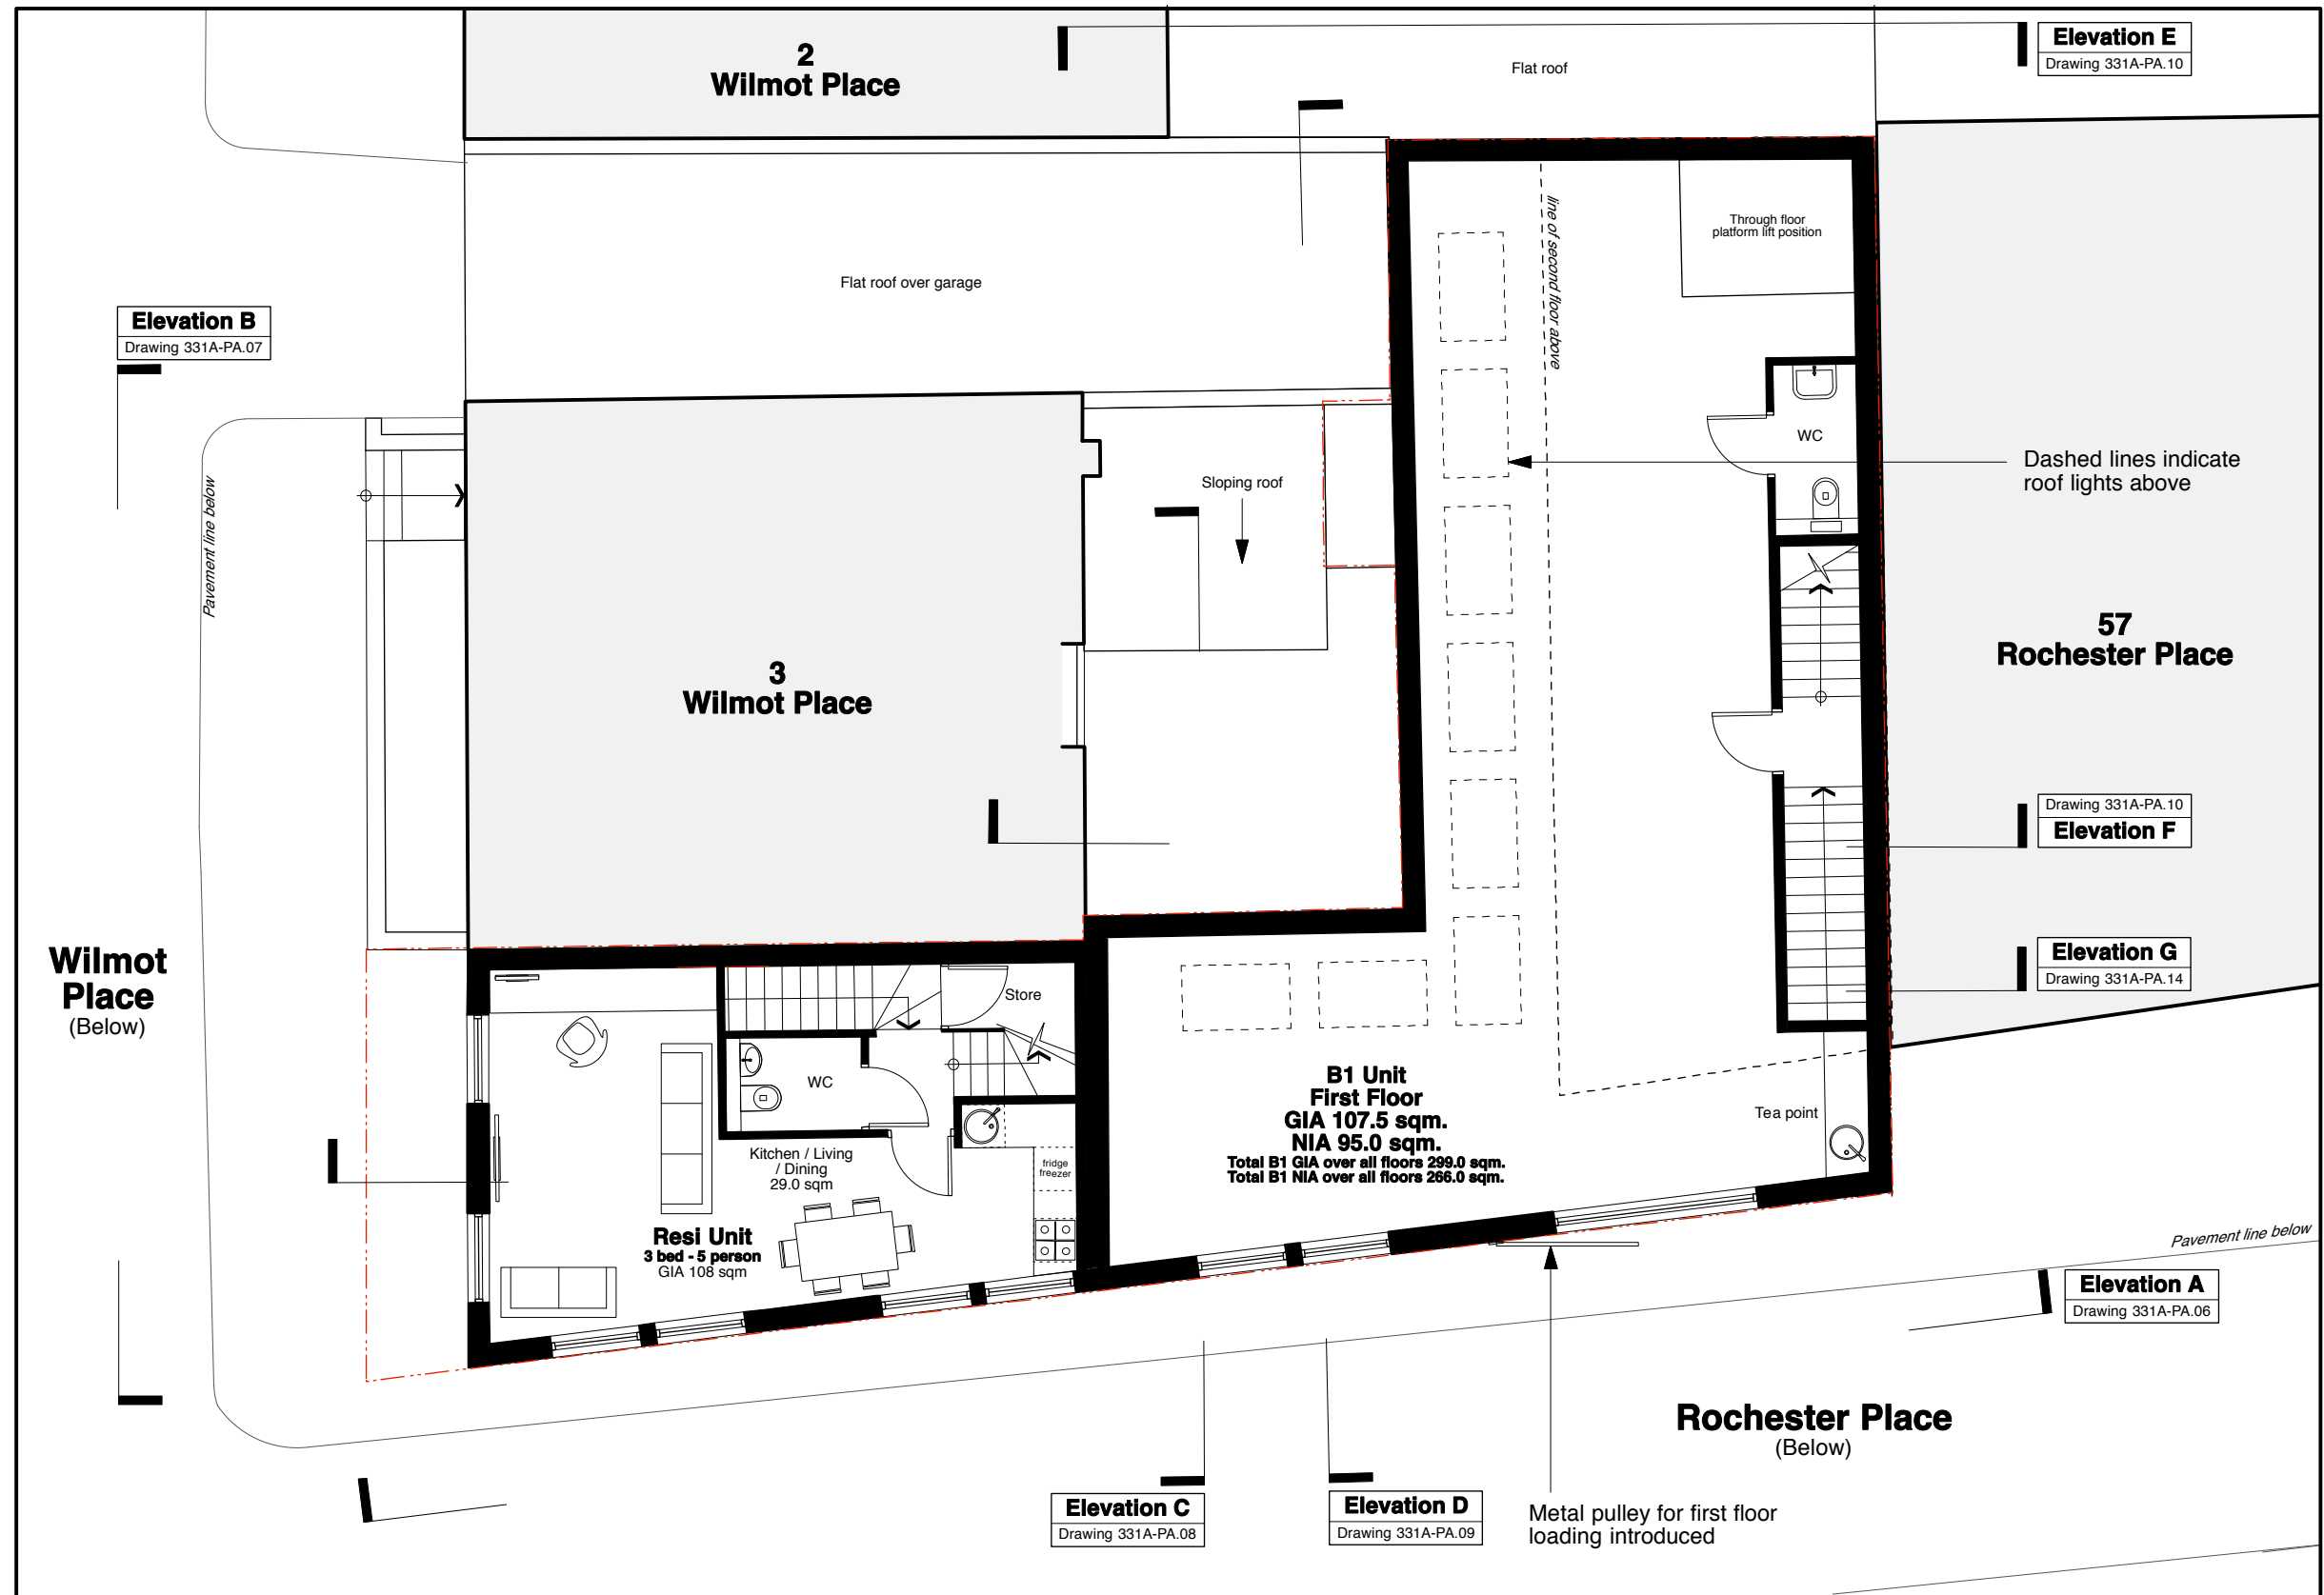 2
Wilmot Place
Flat roof
Elevation E
Drawing 331A-PA.10
Through floor
platform lift position
line of second floor above
Flat roof over garage
Elevation B
Drawing 331A-PA.07
Pavement line below
Sloping roof
WC
Dashed lines indicate
roof lights above
3
Wilmot Place
57
Rochester Place
Drawing 331A-PA.10
Elevation F
Elevation G
Drawing 331A-PA.14
Wilmot
Place
(Below)
Store
WC
Kitchen / Living
/ Dining
29.0 sqm
fridge
freezer
Resi Unit
3 bed - 5 person
GIA 108 sqm
B1 Unit
First Floor
GIA 107.5 sqm.
NIA 95.0 sqm.
Total B1 GIA over all floors 299.0 sqm.
Total B1 NIA over all floors 266.0 sqm.
Tea point
Pavement line below
Elevation A
Drawing 331A-PA.06
Rochester Place
(Below)
Elevation C
Drawing 331A-PA.08
Elevation D
Drawing 331A-PA.09
Metal pulley for first floor
loading introduced